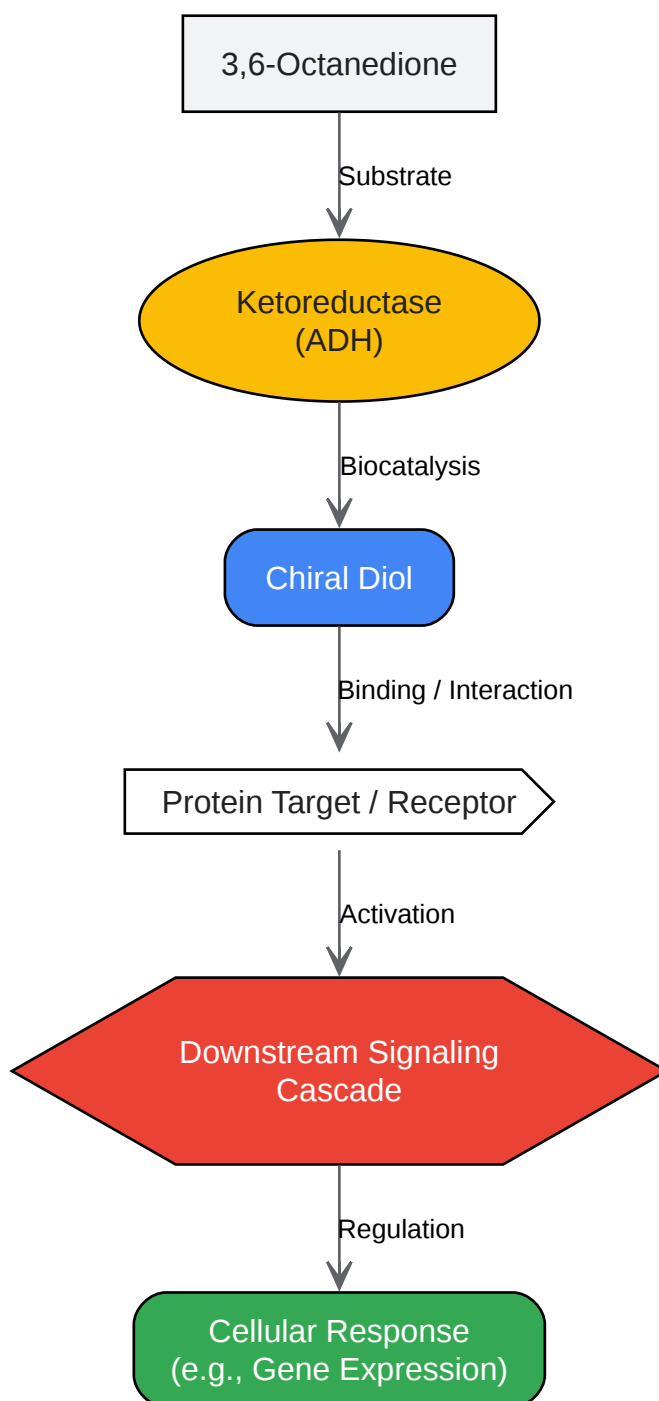 3,6-Octanedione
Substrate
Ketoreductase
(ADH)
Biocatalysis
Chiral Diol
Binding / Interaction
Protein Target / Receptor
Activation
Downstream Signaling
Cascade
Regulation
Cellular Response
(e.g., Gene Expression)